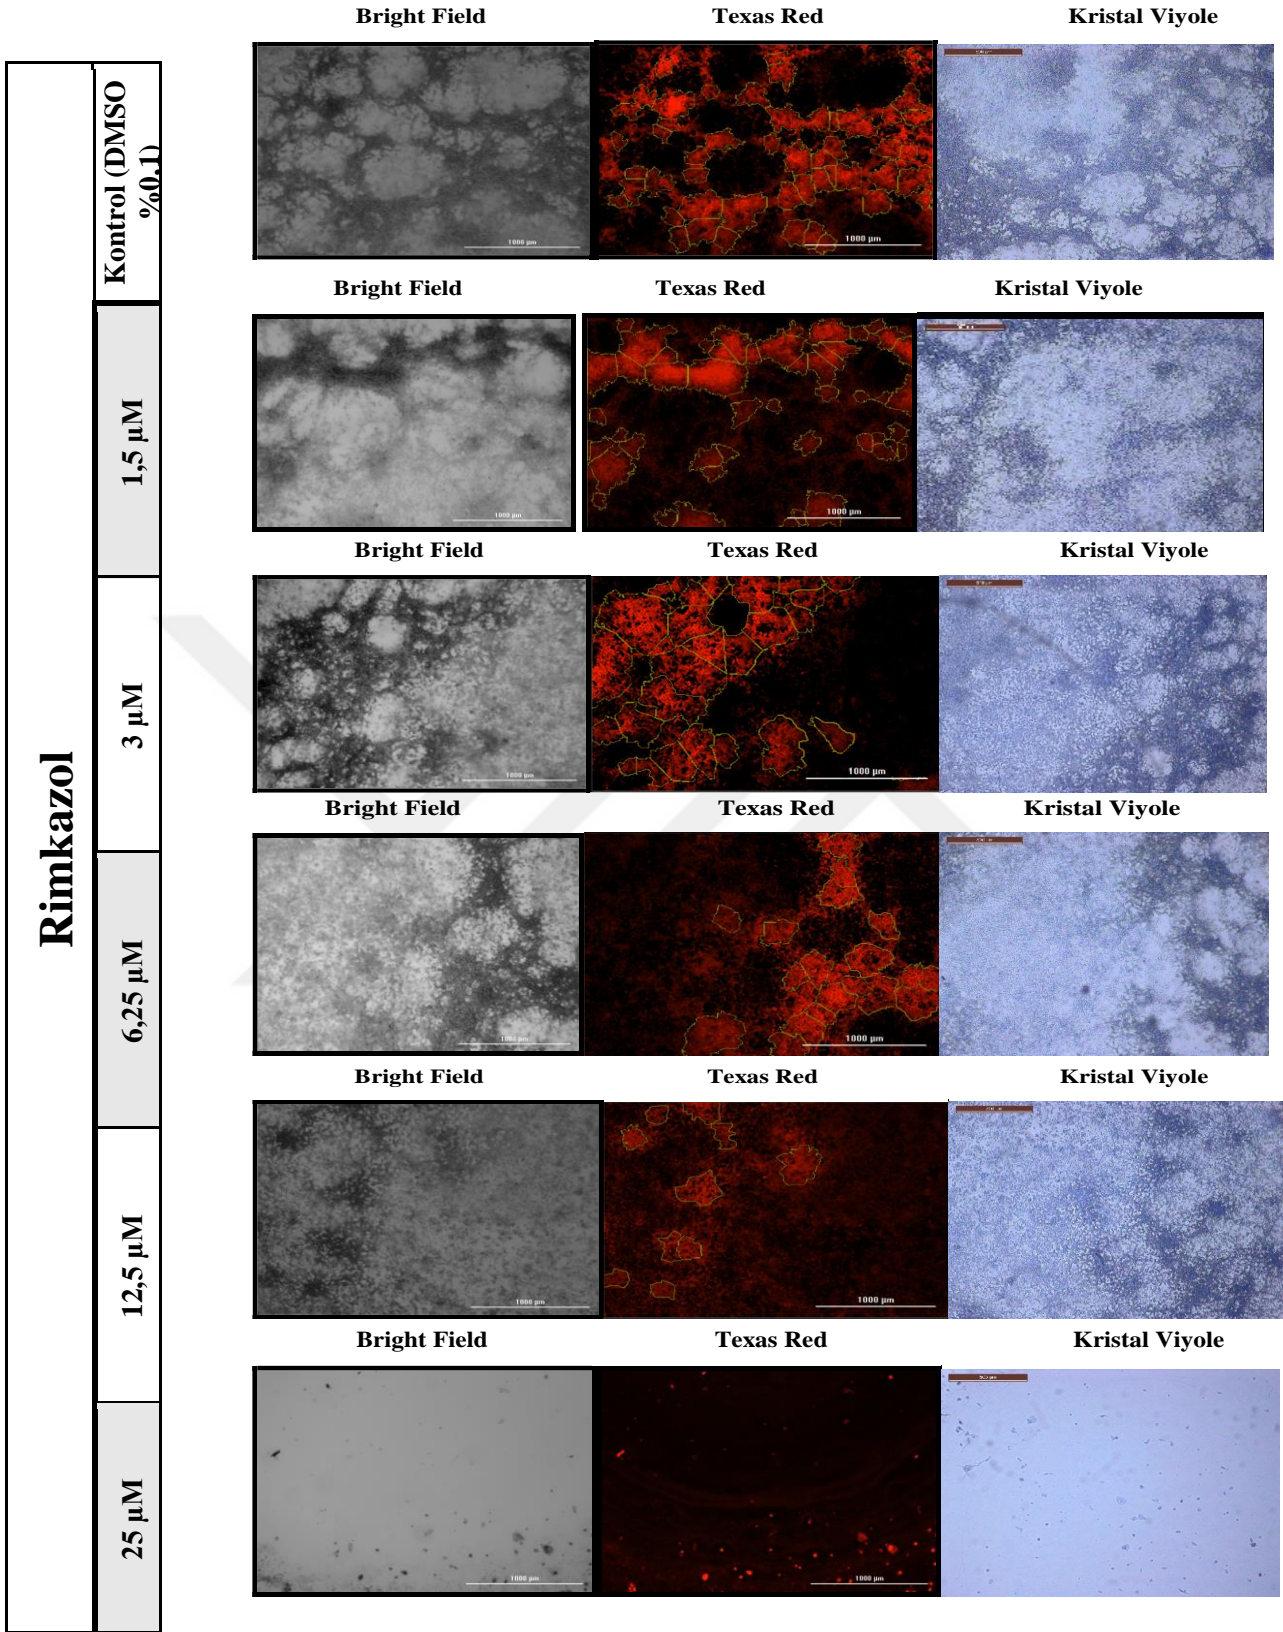 Bright Field Texas Red Kristal Viyole
Kontrol (DMSO
%0.1)
1000 µm
1000 µm
Bright Field Texas Red Kristal Viyole
1,5 µM
1000 µm
1000 µm
Bright Field Texas Red Kristal Viyole
3 µM
1000 µm
1000 µm
Rimkazol
Bright Field Texas Red Kristal Viyole
6,25 µM
1000 µm
1000 µm
Bright Field Texas Red Kristal Viyole
12,5 µM
1000 µm
1000 µm
Bright Field Texas Red Kristal Viyole
25 µM
1000 µm
1000 µm